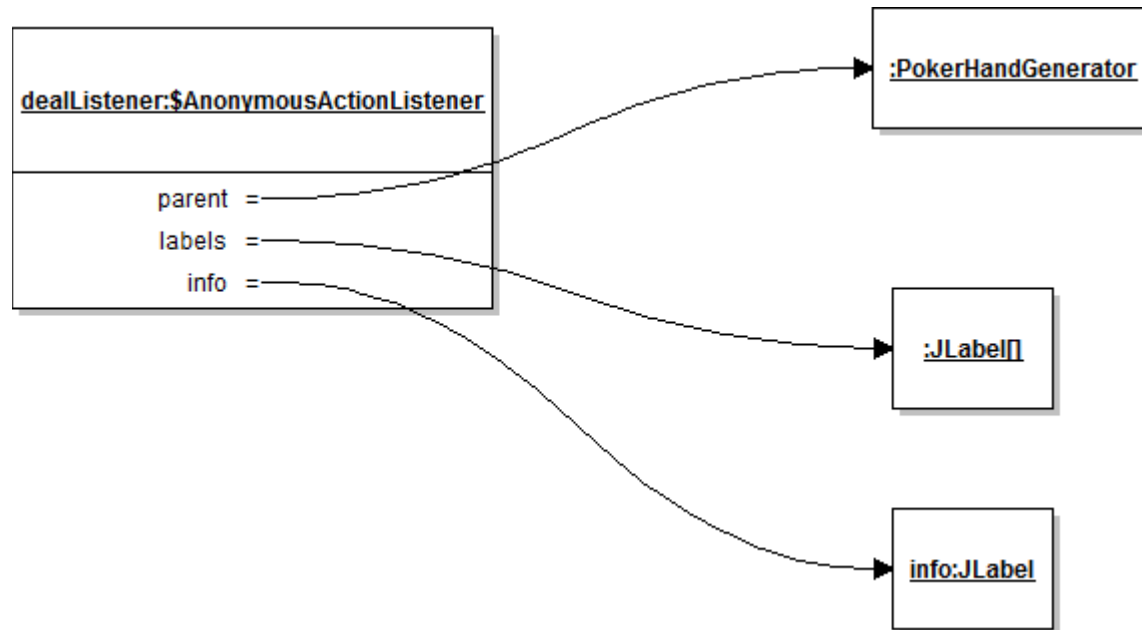 dealListener:$AnonymousActionListener
parent =
labels =
info =
:PokerHandGenerator
:JLabel[]
info:JLabel